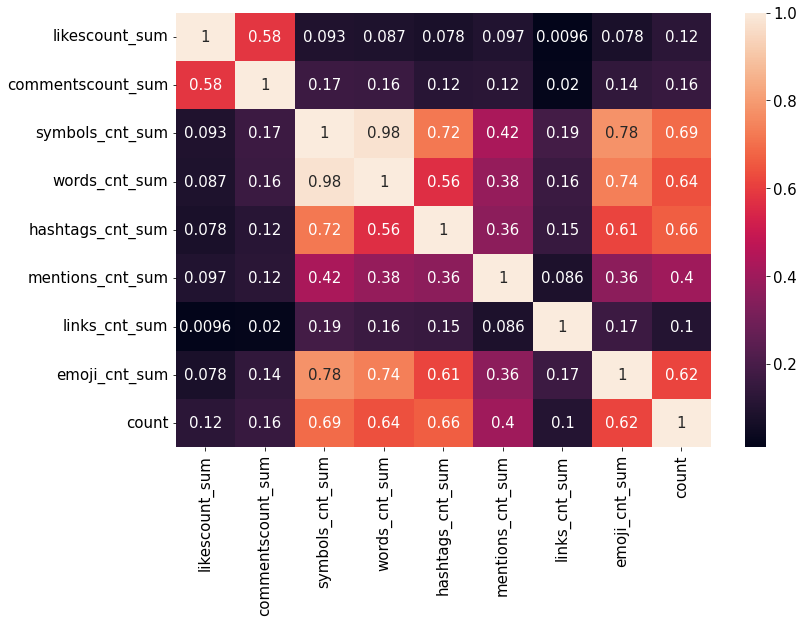 likescount_sum 1 0.58 0.093 0.087 0.078 0.097 0.0096 0.078 0.12
commentscount_sum 0.58 1 0.17 0.16 0.12 0.12 0.02 0.14 0.16
symbols_cnt_sum 0.093 0.17 1 0.98 0.72 0.42 0.19 0.78 0.69
words_cnt_sum 0.087 0.16 0.98 1 0.56 0.38 0.16 0.74 0.64
hashtags_cnt_sum 0.078 0.12 0.72 0.56 1 0.36 0.15 0.61 0.66
mentions_cnt_sum 0.097 0.12 0.42 0.38 0.36 1 0.086 0.36 0.4
links_cnt_sum 0.0096 0.02 0.19 0.16 0.15 0.086 1 0.17 0.1
emoji_cnt_sum 0.078 0.14 0.78 0.74 0.61 0.36 0.17 1 0.62
count 0.12 0.16 0.69 0.64 0.66 0.4 0.1 0.62 1
likescount_sum
commentscount_sum
symbols_cnt_sum
words_cnt_sum
hashtags_cnt_sum
mentions_cnt_sum
links_cnt_sum
emoji_cnt_sum
count
1.0
0.8
0.6
0.4
0.2